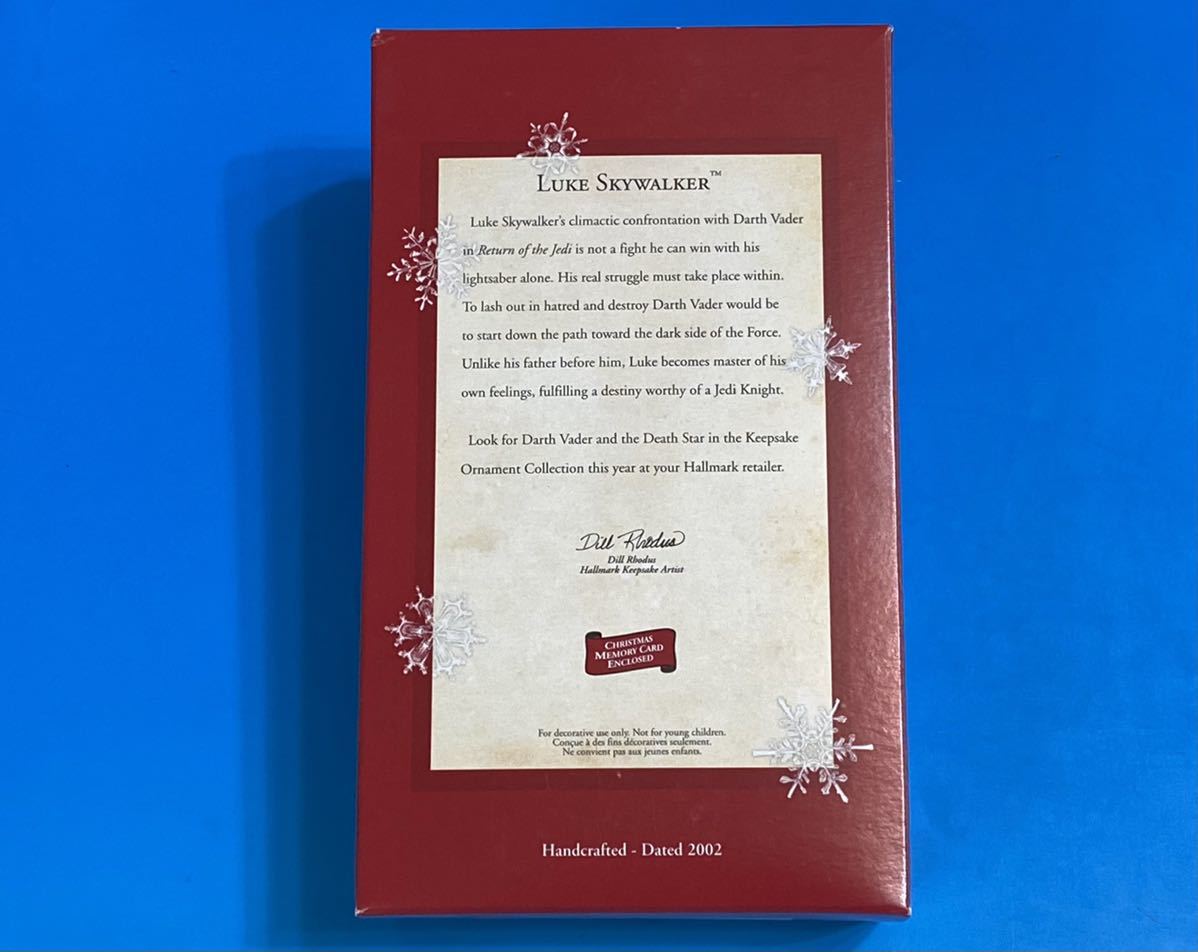 LUKE SKYWALKER™
Luke Skywalker's climactic confrontation with Darth Vader
in Return of the Jedi is not a fight he can win with his
lightsaber alone. His real struggle must take place within.
To lash out in hatred and destroy Darth Vader would be
to start down the path toward the dark side of the Force.
Unlike his father before him, Luke becomes master of his
own feelings, fulfilling a destiny worthy of a Jedi Knight.
Look for Darth Vader and the Death Star in the Keepsake
Ornament Collection this year at your Hallmark retailer.
Dill Rhodus
Dill Rhodus
Hallmark Keepsake Artist
CHRISTMAS
MEMORY CARD
ENCLOSED
For decorative use only. Not for young children.
Conçue à des fins décoratives seulement.
Ne convient pas aux jeunes enfants.
Handcrafted - Dated 2002